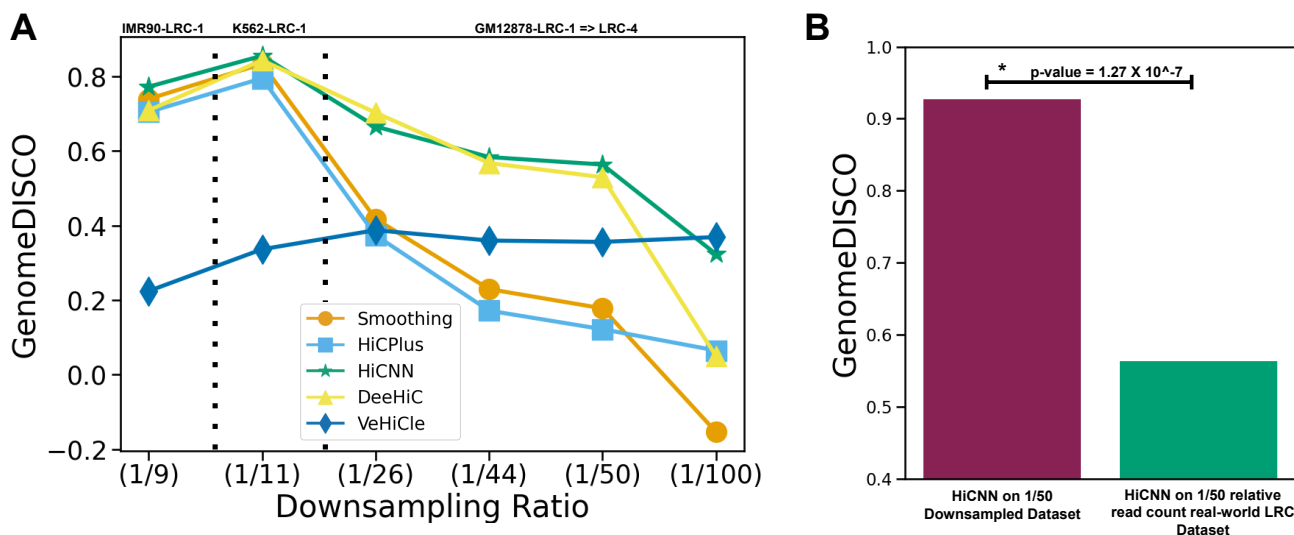 A
IMR90-LRC-1
K562-LRC-1
GM12878-LRC-1 => LRC-4
GenomeDISCO
0.8
0.6
0.4
0.2
0.0
−0.2
Smoothing
HiCPlus
HiCNN
DeeHiC
VeHiCle
(1/9)
(1/11)
(1/26)
(1/44)
(1/50)
(1/100)
Downsampling Ratio
B
GenomeDISCO
1.0
0.9
0.8
0.7
0.6
0.5
0.4
* p-value = 1.27 X 10^-7
HiCNN on 1/50
Downsampled Dataset
HiCNN on 1/50 relative
read count real-world LRC
Dataset